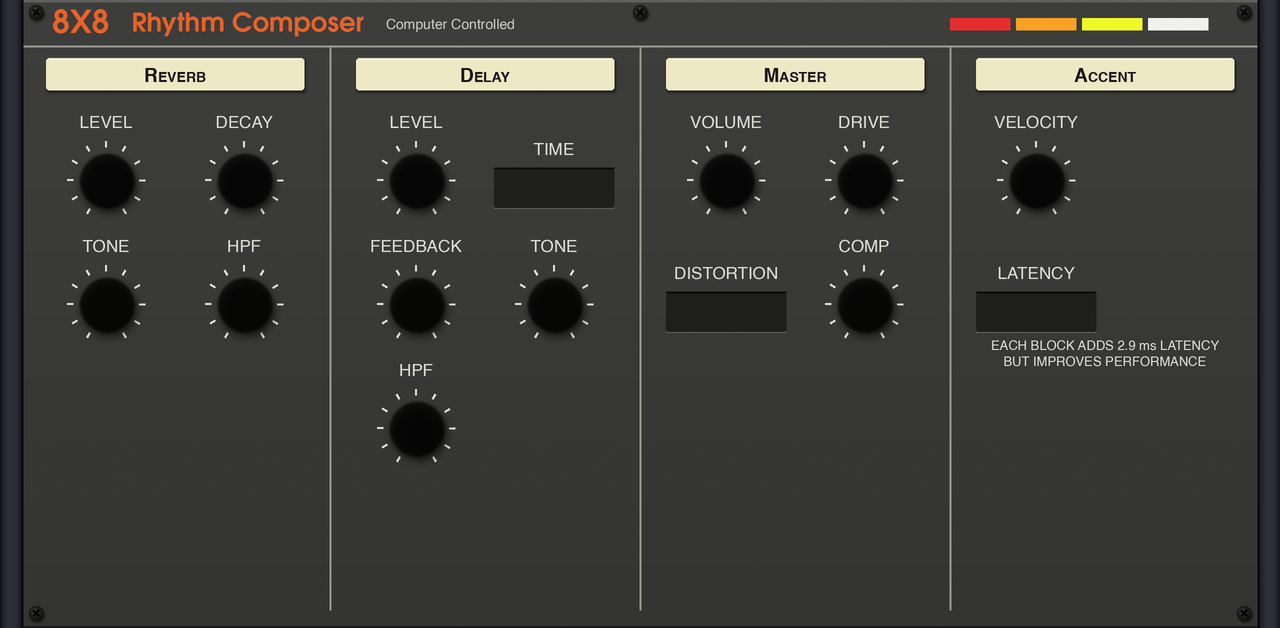 8X8 Rhythm Composer Computer Controlled
REVERB
LEVEL DECAY
TONE HPF
DELAY
LEVEL
TIME
FEEDBACK TONE
HPF
MASTER
VOLUME DRIVE
COMP
DISTORTION
ACCENT
VELOCITY
LATENCY
EACH BLOCK ADDS 2.9 ms LATENCY
BUT IMPROVES PERFORMANCE